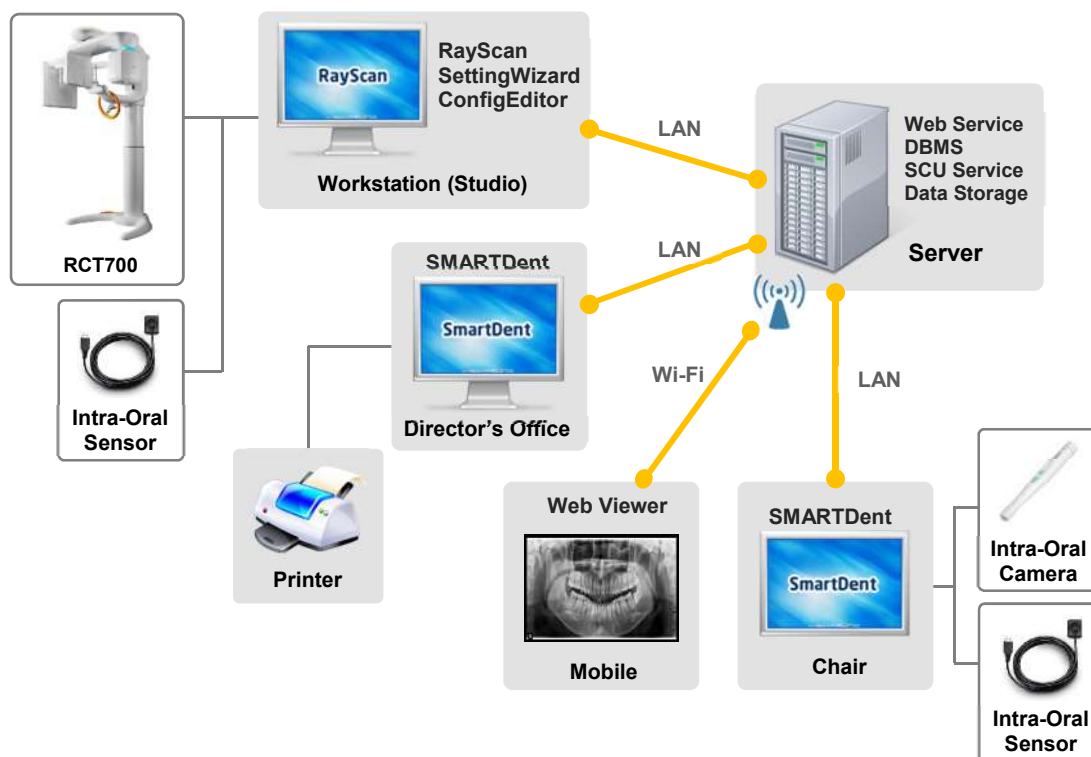 RCT700
Intra-Oral
Sensor
RayScan
RayScan
SettingWizard
ConfigEditor
Workstation (Studio)
LAN
Web Service
DBMS
SCU Service
Data Storage
Server
SMARTDent
SmartDent
Director's Office
LAN
Printer
Wi-Fi
LAN
Web Viewer
Mobile
SMARTDent
SmartDent
Chair
Intra-Oral
Camera
Intra-Oral
Sensor